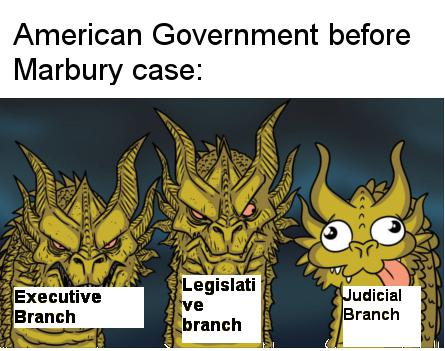 American Government before
Marbury case:
Executive
Branch
Legislati
ve
branch
Judicial
Branch